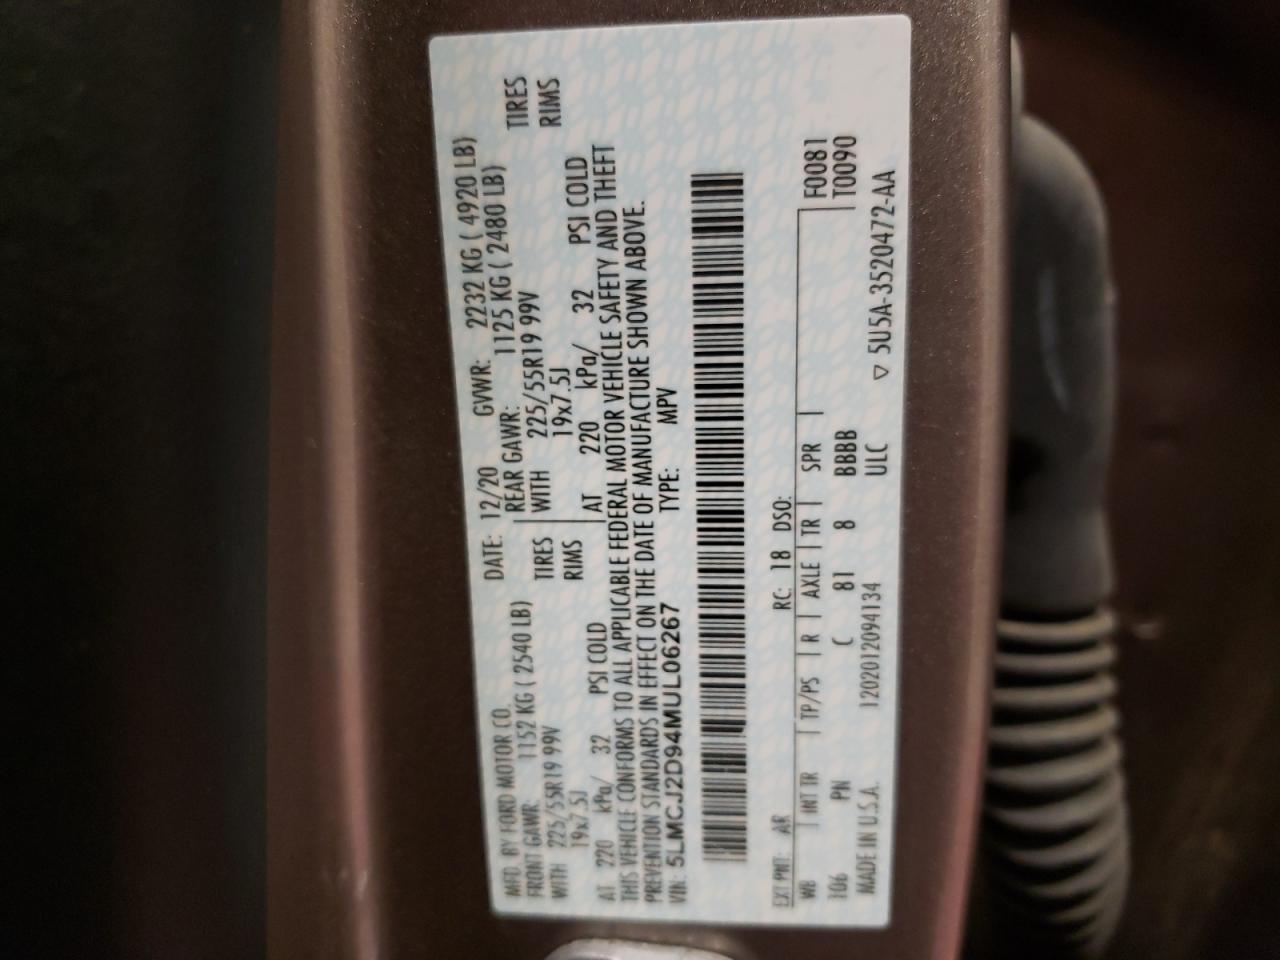 MFD. BY FORD MOTOR CO. DATE: 12/20 GVWR: 2232 KG ( 4920 LB)
FRONT GAWR: 1152 KG ( 2540 LB) REAR GAWR: 1125 KG ( 2480 LB)
WITH 225/55R19 99V TIRES WITH 225/55R19 99V TIRES
19x7.5J RIMS 19x7.5J RIMS
AT 220 kPa/ 32 PSI COLD AT 220 kPa/ 32 PSI COLD
THIS VEHICLE CONFORMS TO ALL APPLICABLE FEDERAL MOTOR VEHICLE SAFETY AND THEFT
PREVENTION STANDARDS IN EFFECT ON THE DATE OF MANUFACTURE SHOWN ABOVE.
VIN: 5LMCJ2D94MUL06267 TYPE: MPV
EXT PNT: AR RC: 18 DSO:
WB INT TR TP/PS R AXLE TR SPR F0081
106 PN C 81 8 BBBB T0090
MADE IN U.S.A. 1202012094134 ULC
▽ 5U5A-3520472-AA